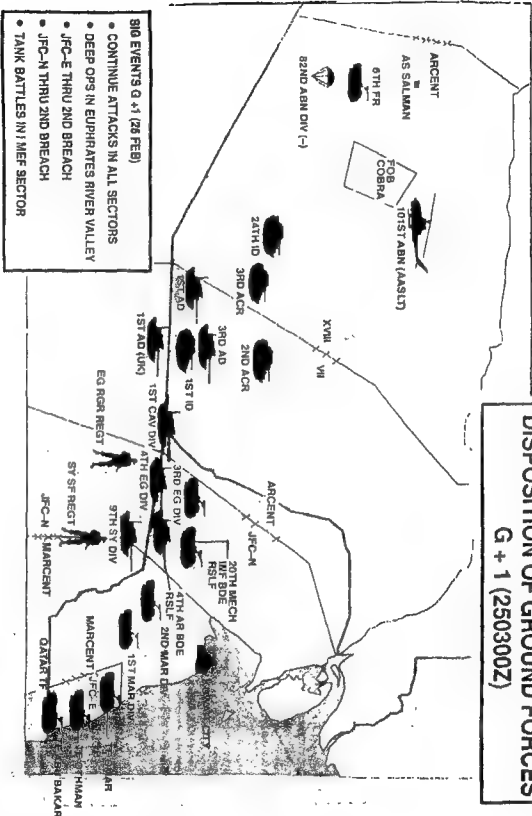 DISPOSITION OF GROUND FORCES
G + 1 (250300Z)
ARCENT
AS SALMAN
6TH FR
82ND ABN DIV (-)
FOB
COBRA
101ST ABN (AASLT)
24TH ID
3RD ACR
2ND ACR
XVIII
VII
1ST AD
3RD AD
1ST ID
1ST AD (UK)
1ST CAV DIV
ARCENT
JFC-N
3RD EG DIV
4TH EG DIV
EG RGR REGT
20TH MECH
IMF BDE
RSLF
9TH SY DIV
SY SF REGT
JFC-N
MARCENT
4TH AR BDE
RSLF
2ND MAR DIV
1ST MAR DIV
CITY
MARCENT
JFC-E
QATAR TF
BIG EVENTS G +1 (25 FEB)
• CONTINUE ATTACKS IN ALL SECTORS
• DEEP OPS IN EUPHRATES RIVER VALLEY
• JFC-E THRU 2ND BREACH
• JFC-N THRU 2ND BREACH
• TANK BATTLES IN I MEF SECTOR